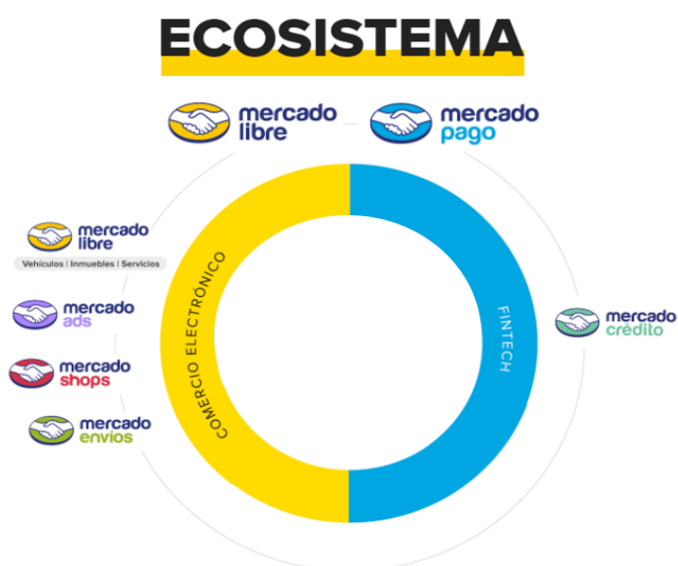 ECOSISTEMA
mercado
libre
mercado
pago
mercado
libre
Vehículos | Inmuebles | Servicios
mercado
ads
mercado
shops
mercado
envíos
COMERCIO ELECTRÓNICO
FINTECH
mercado
crédito